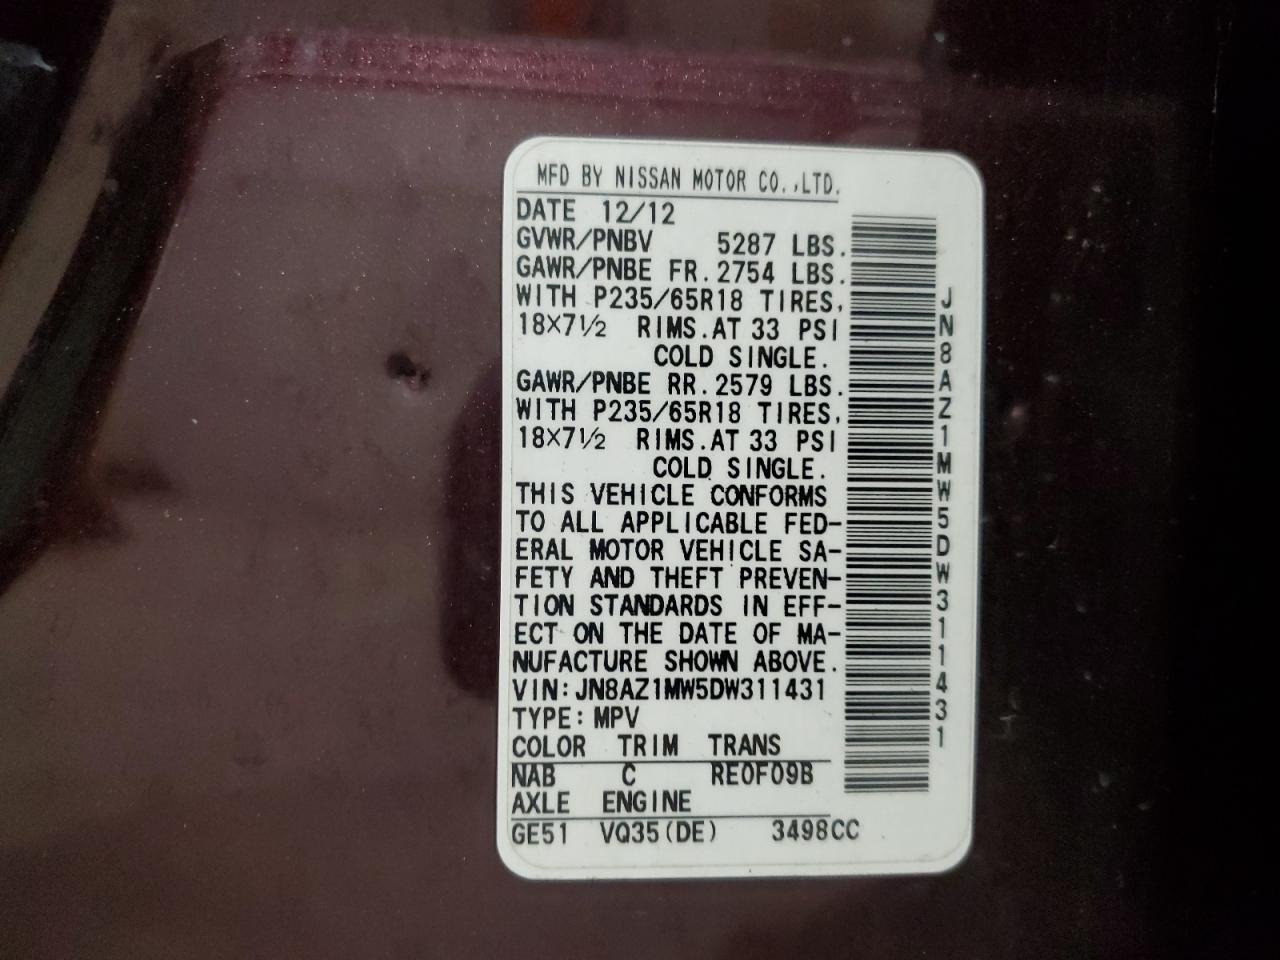 MFD BY NISSAN MOTOR CO.,LTD.
DATE 12/12
GVWR/PNBV 5287 LBS.
GAWR/PNBE FR. 2754 LBS.
WITH P235/65R18 TIRES,
18×7½ RIMS. AT 33 PSI
COLD SINGLE.
GAWR/PNBE RR. 2579 LBS.
WITH P235/65R18 TIRES,
18×7½ RIMS. AT 33 PSI
COLD SINGLE.
THIS VEHICLE CONFORMS
TO ALL APPLICABLE FED-
ERAL MOTOR VEHICLE SA-
FETY AND THEFT PREVEN-
TION STANDARDS IN EFF-
ECT ON THE DATE OF MA-
NUFACTURE SHOWN ABOVE.
VIN: JN8AZ1MW5DW311431
TYPE: MPV
COLOR TRIM TRANS
NAB C RE0F09B
AXLE ENGINE
GE51 VQ35(DE) 3498CC
JN8AZ1MW5DW311431